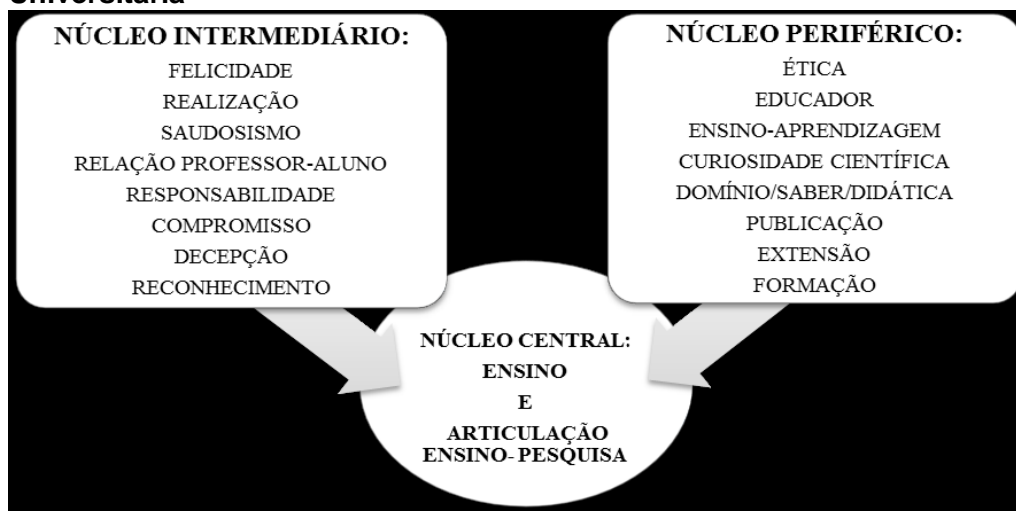 Universitária
NÚCLEO INTERMEDIÁRIO:
FELICIDADE
REALIZAÇÃO
SAUDOSISMO
RELAÇÃO PROFESSOR-ALUNO
RESPONSABILIDADE
COMPROMISSO
DECEPÇÃO
RECONHECIMENTO
NÚCLEO PERIFÉRICO:
ÉTICA
EDUCADOR
ENSINO-APRENDIZAGEM
CURIOSIDADE CIENTÍFICA
DOMÍNIO/SABER/DIDÁTICA
PUBLICAÇÃO
EXTENSÃO
FORMAÇÃO
NÚCLEO CENTRAL:
ENSINO
E
ARTICULAÇÃO
ENSINO- PESQUISA